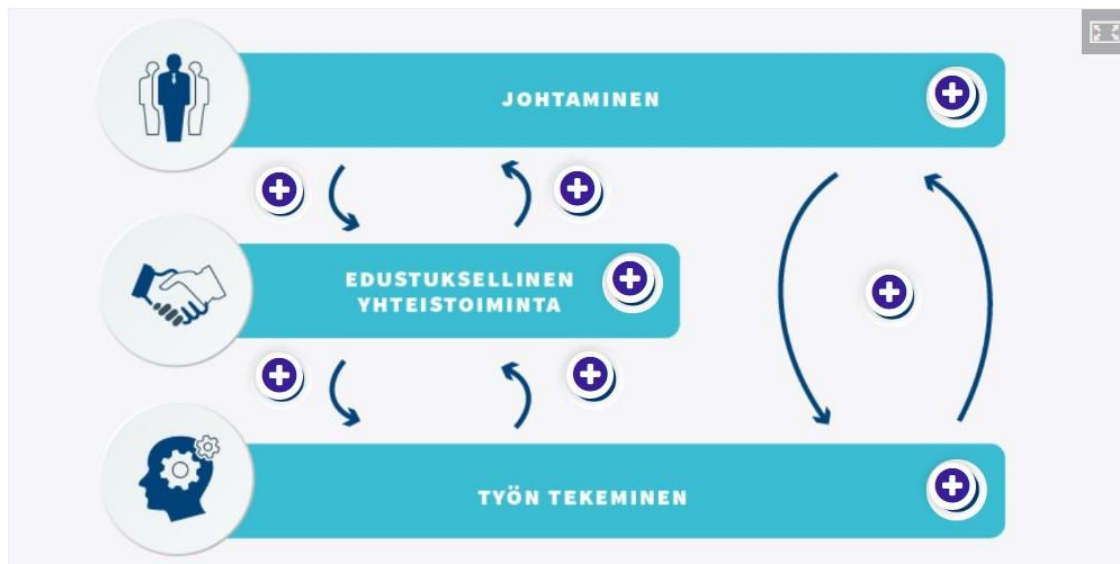 JOHTAMINEN
EDUSTUKSELLINEN
YHTEISTOIMINTA
TYÖN TEKEMINEN